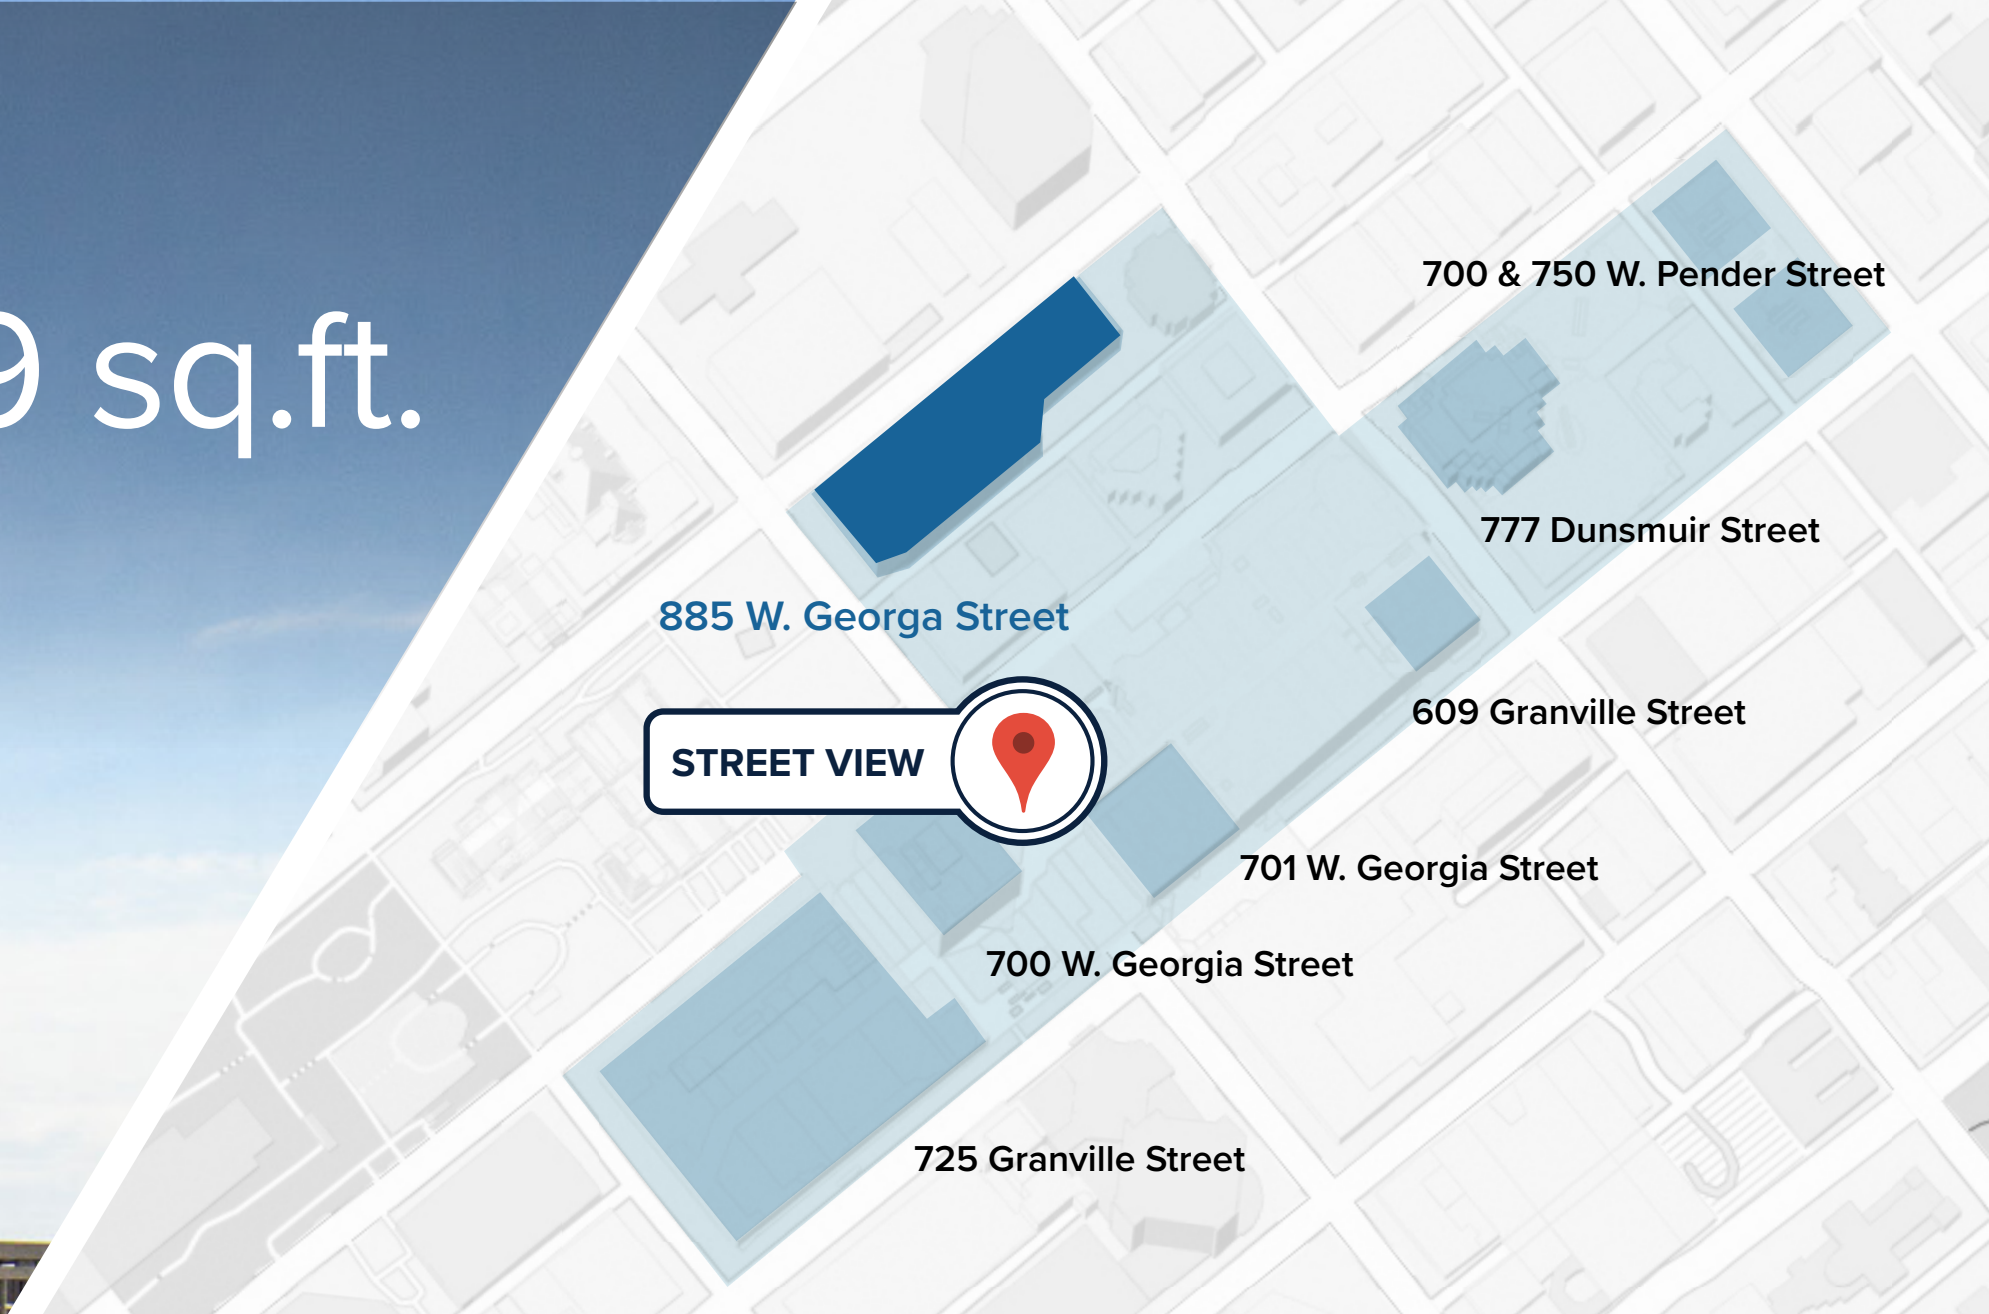 9 sq.ft.
700 & 750 W. Pender Street
777 Dunsmuir Street
885 W. Georga Street
609 Granville Street
STREET VIEW
701 W. Georgia Street
700 W. Georgia Street
725 Granville Street